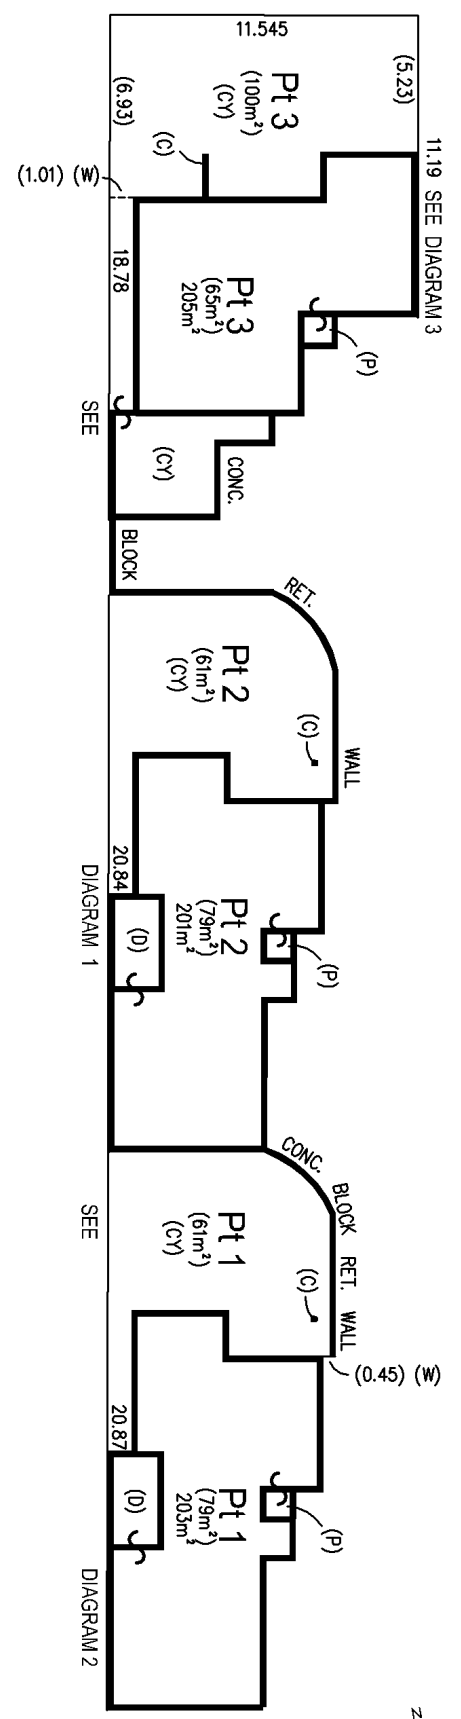 11.545
(5.23)
Pt 3
(100m²)
(CY)
(6.93)
(C)
(1.01) (W)
11.19 SEE DIAGRAM 3
18.78
Pt 3
(65m²)
205m²
(P)
SEE
(CY)
CONC.
BLOCK
RET.
Pt 2
(61m²)
(CY)
(C)
WALL
20.84
DIAGRAM 1
Pt 2
(79m²)
201m²
(D)
(P)
CONC.
BLOCK
RET.
WALL
SEE
Pt 1
(61m²)
(CY)
(C)
(0.45) (W)
20.87
Pt 1
(79m²)
203m²
(D)
(P)
DIAGRAM 2
N